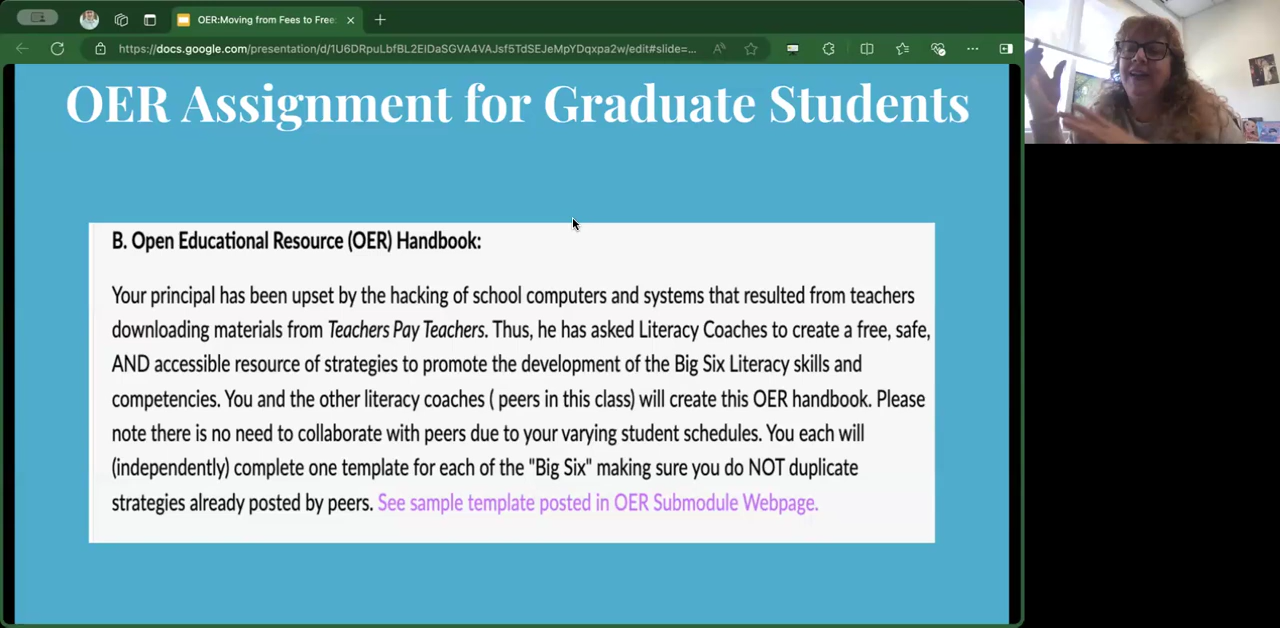 OER:Moving from Fees to Free
https://docs.google.com/presentation/d/1U6DRpuLbfBL2EIDaSGVA4VAJsf5TdSEJeMpYDqxpa2w/edit#slide=...
OER Assignment for Graduate Students
B. Open Educational Resource (OER) Handbook:
Your principal has been upset by the hacking of school computers and systems that resulted from teachers
downloading materials from Teachers Pay Teachers. Thus, he has asked Literacy Coaches to create a free, safe,
AND accessible resource of strategies to promote the development of the Big Six Literacy skills and
competencies. You and the other literacy coaches ( peers in this class) will create this OER handbook. Please
note there is no need to collaborate with peers due to your varying student schedules. You each will
(independently) complete one template for each of the "Big Six" making sure you do NOT duplicate
strategies already posted by peers. See sample template posted in OER Submodule Webpage.